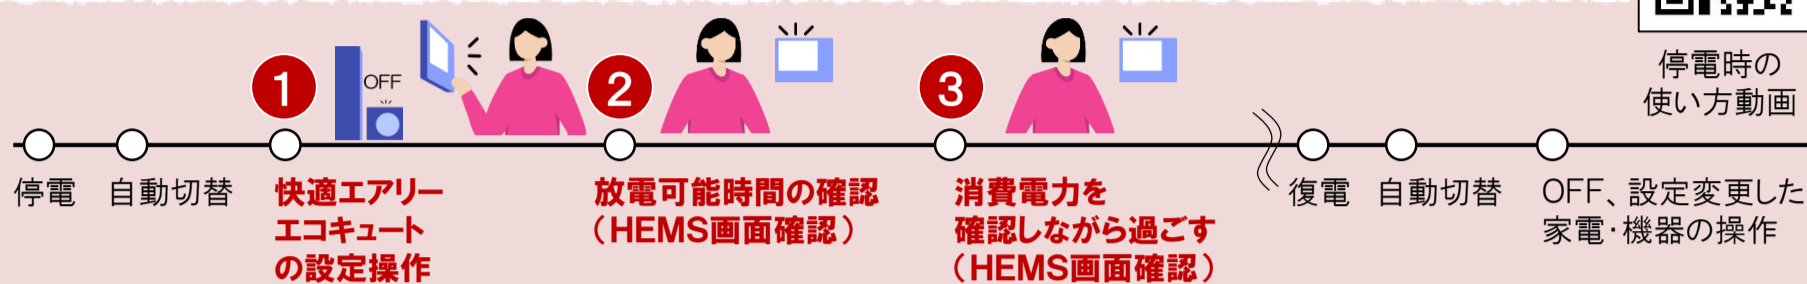 停電時の
使い方動画
1
OFF
2
3
停電
自動切替
快適エアリー
エコキュート
の設定操作
放電可能時間の確認
（HEMS画面確認）
消費電力を
確認しながら過ごす
（HEMS画面確認）
復電
自動切替
OFF、設定変更した
家電・機器の操作